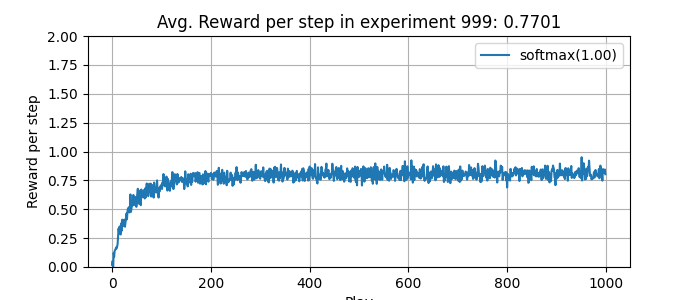 Avg. Reward per step in experiment 999: 0.7701
2.00
1.75
1.50
1.25
1.00
0.75
0.50
0.25
0.00
Reward per step
softmax(1.00)
0 200 400 600 800 1000
Play